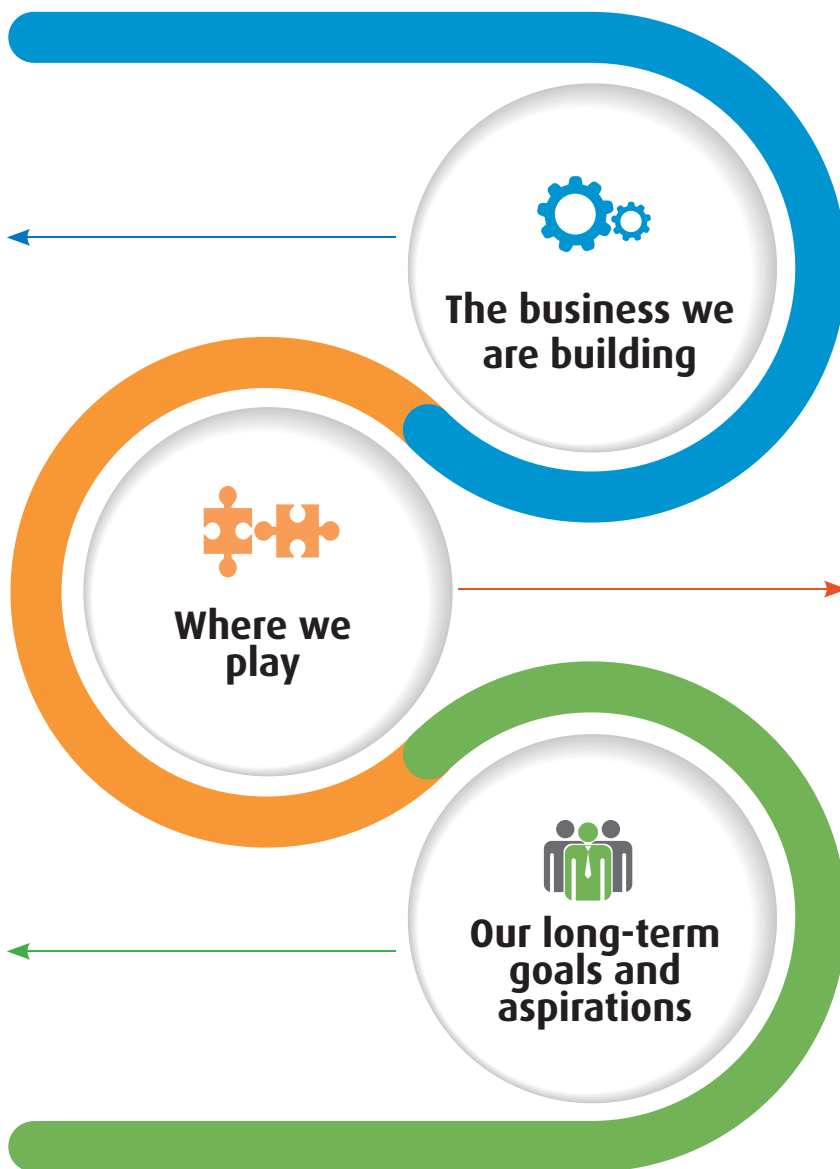 The business we
are building
Where we
play
Our long-term
goals and
aspirations